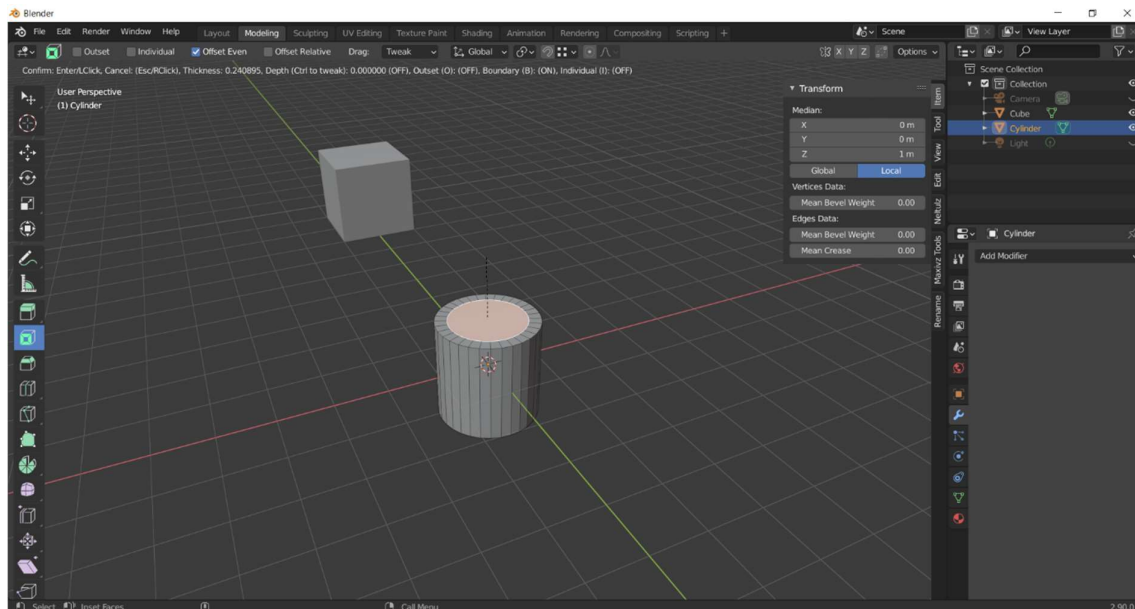 Blender
File Edit Render Window Help Layout Modeling Sculpting UV Editing Texture Paint Shading Animation Rendering Compositing Scripting + Scene View Layer
Outset Individual Offset Even Offset Relative Drag: Tweak Global X Y Z Options
Confirm: Enter/LClick, Cancel: (Esc/RClick), Thickness: 0.240895, Depth (Ctrl to tweak): 0.000000 (OFF), Outset (O): (OFF), Boundary (B): (ON), Individual (I): (OFF)
User Perspective
(1) Cylinder
Transform
Median:
X 0 m
Y 0 m
Z 1 m
Global Local
Vertices Data:
Mean Bevel Weight 0.00
Edges Data:
Mean Bevel Weight 0.00
Mean Crease 0.00
Item
Tool
View
Edit
Neltulz
Maxivz Tools
Rename
Scene Collection
Collection
Camera
Cube
Cylinder
Light
Cylinder
Add Modifier
Select Inset Faces Call Menu 2.90.0